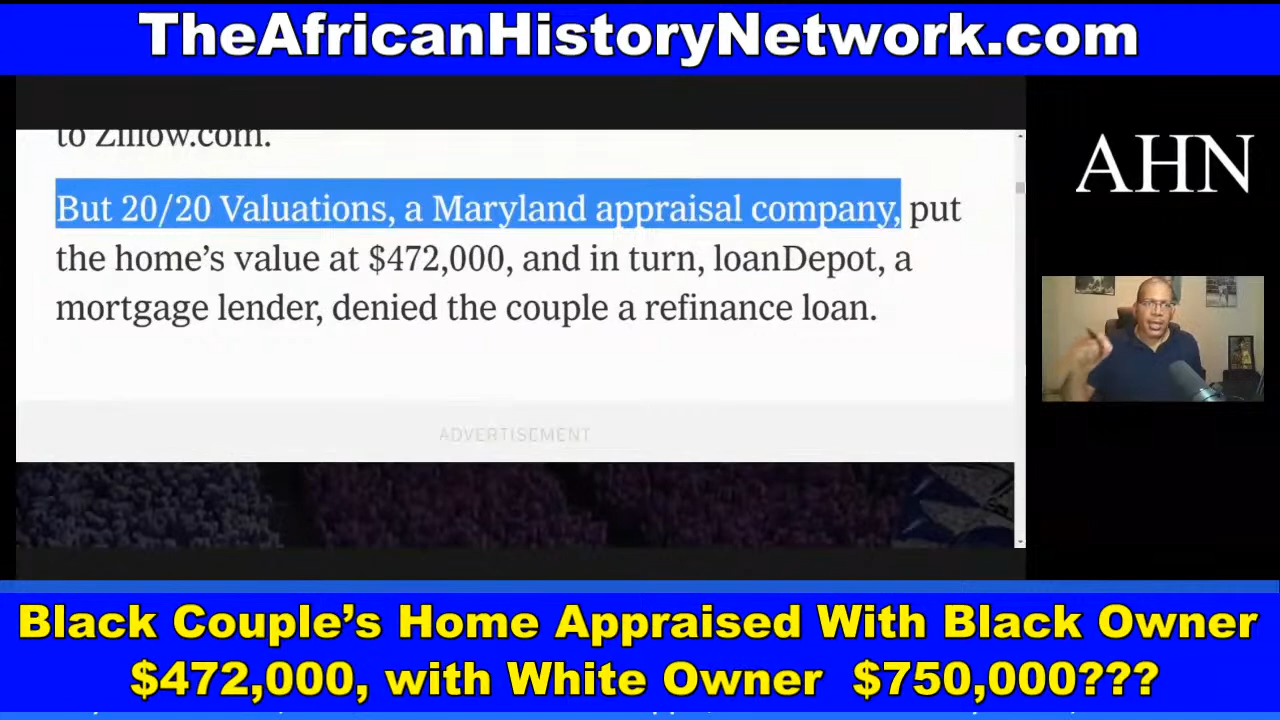 TheAfricanHistoryNetwork.com
to Zillow.com.
But 20/20 Valuations, a Maryland appraisal company, put
the home’s value at $472,000, and in turn, loanDepot, a
mortgage lender, denied the couple a refinance loan.
AHN
ADVERTISEMENT
Black Couple’s Home Appraised With Black Owner
$472,000, with White Owner $750,000???